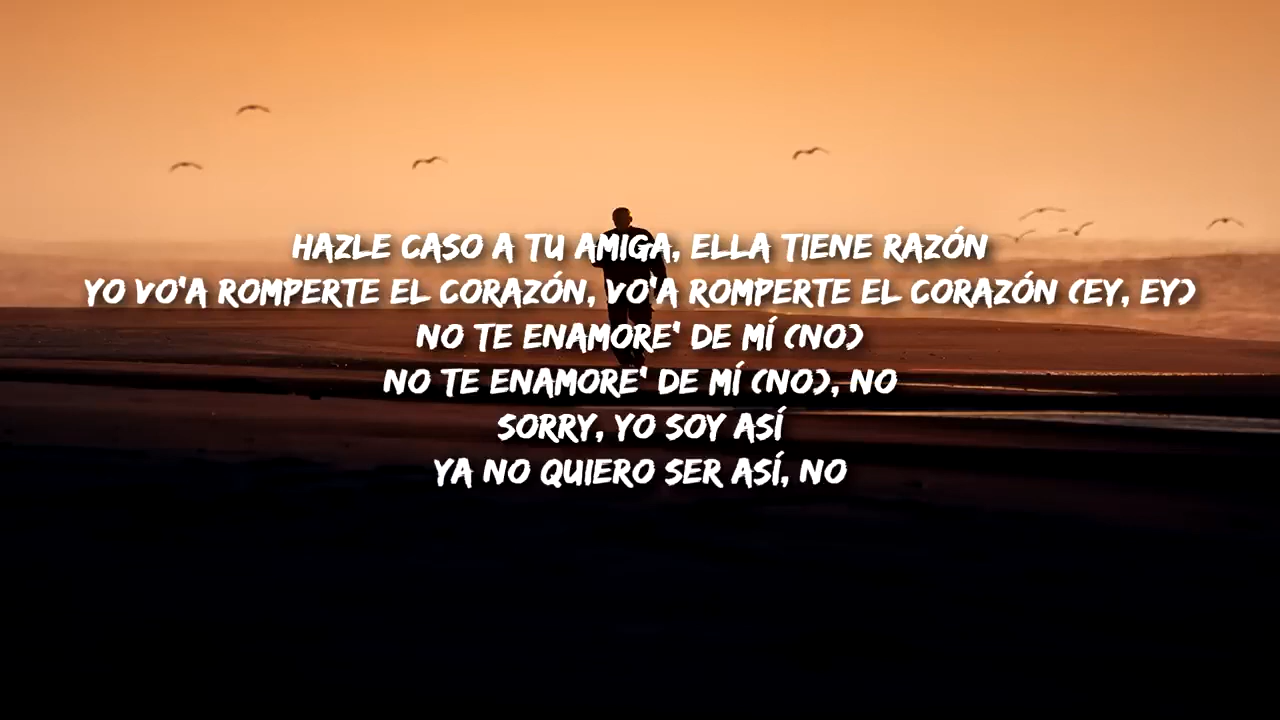 HAZLE CASO A TU AMIGA, ELLA TIENE RAZÓN
YO VO'A ROMPERTE EL CORAZÓN, VO'A ROMPERTE EL CORAZÓN (EY, EY)
NO TE ENAMORE' DE MÍ (NO)
NO TE ENAMORE' DE MÍ (NO), NO
SORRY, YO SOY ASÍ
YA NO QUIERO SER ASÍ, NO